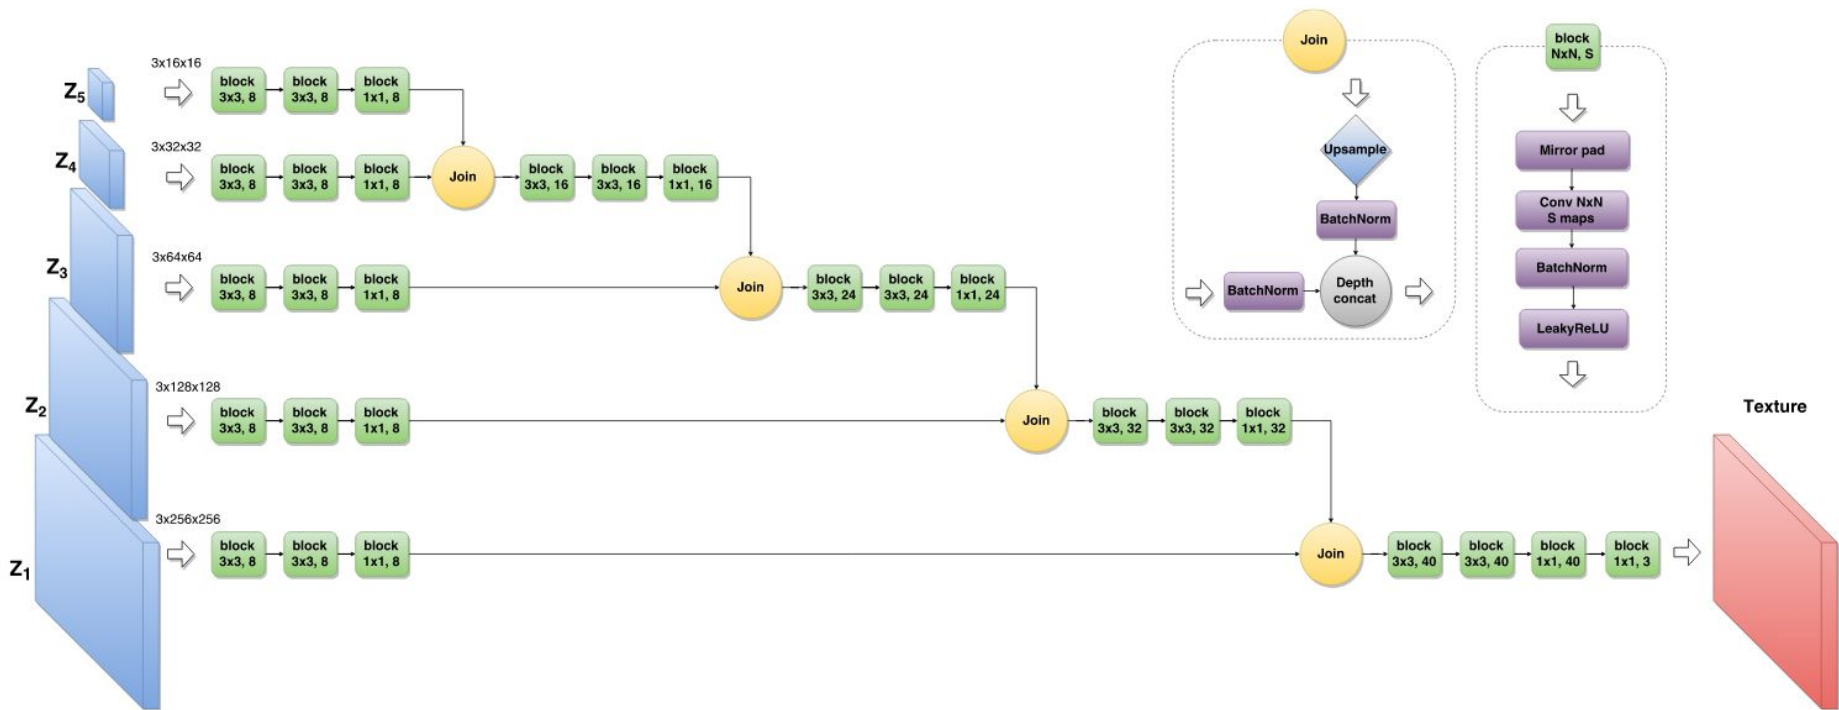 Z5
3x16x16
block
3x3, 8
block
3x3, 8
block
1x1, 8
Z4
3x32x32
block
3x3, 8
block
3x3, 8
block
1x1, 8
Join
block
3x3, 16
block
3x3, 16
block
1x1, 16
Z3
3x64x64
block
3x3, 8
block
3x3, 8
block
1x1, 8
Join
block
3x3, 24
block
3x3, 24
block
1x1, 24
Z2
3x128x128
block
3x3, 8
block
3x3, 8
block
1x1, 8
Join
block
3x3, 32
block
3x3, 32
block
1x1, 32
Z1
3x256x256
block
3x3, 8
block
3x3, 8
block
1x1, 8
Join
block
3x3, 40
block
3x3, 40
block
1x1, 40
block
1x1, 3
Join
Upsample
BatchNorm
BatchNorm
Depth
concat
block
NxN, S
Mirror pad
Conv NxN
S maps
BatchNorm
LeakyReLU
Texture